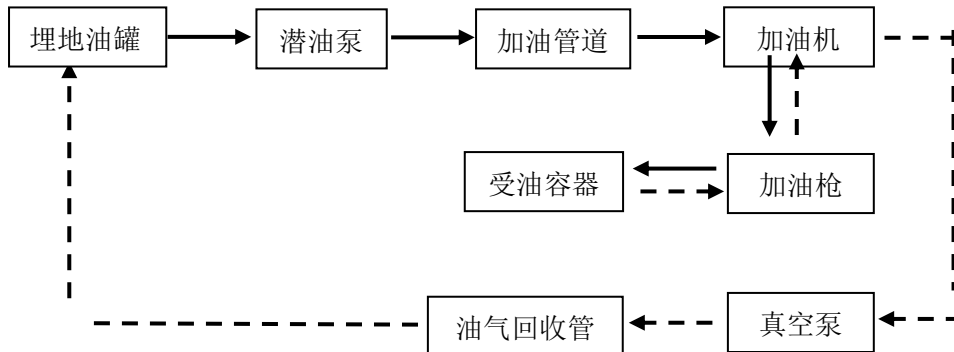 埋地油罐
潜油泵
加油管道
加油机
受油容器
加油枪
油气回收管
真空泵